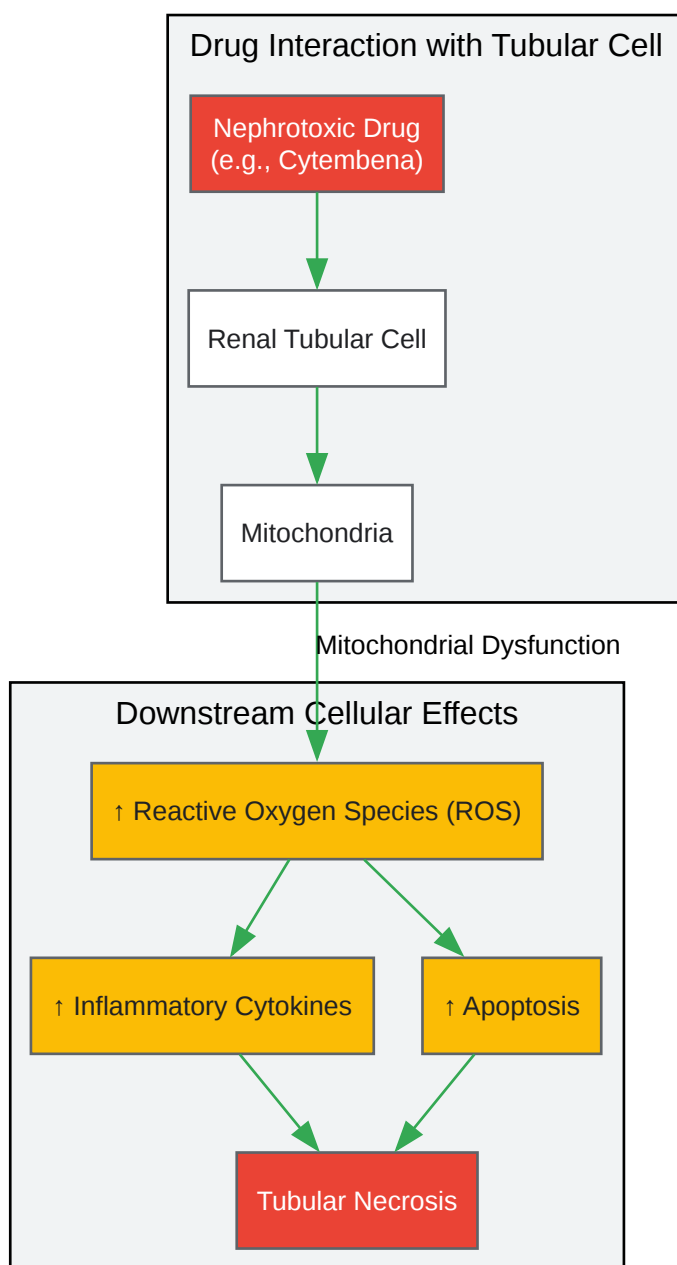 Drug Interaction with Tubular Cell
Nephrotoxic Drug
(e.g., Cytembena)
Renal Tubular Cell
Mitochondria
Mitochondrial Dysfunction
Downstream Cellular Effects
↑ Reactive Oxygen Species (ROS)
↑ Inflammatory Cytokines
↑ Apoptosis
Tubular Necrosis